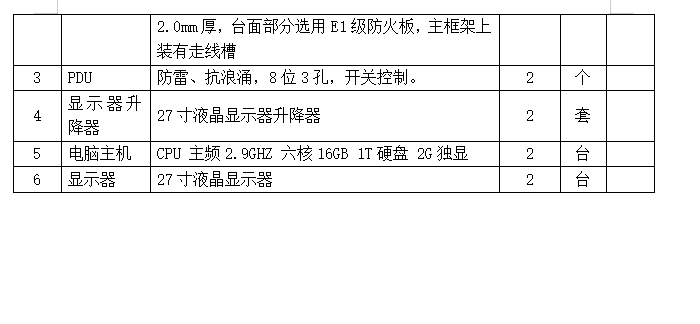 2.0mm厚，台面部分选用 E1级防火板，主框架上
装有走线槽
3 PDU 防雷、抗浪涌，8 位 3 孔，开关控制。 2 个
4 显示器升降器 27 寸液晶显示器升降器 2 套
5 电脑主机 CPU 主频 2.9GHZ 六核 16GB 1T 硬盘 2G 独显 2 台
6 显示器 27 寸液晶显示器 2 台